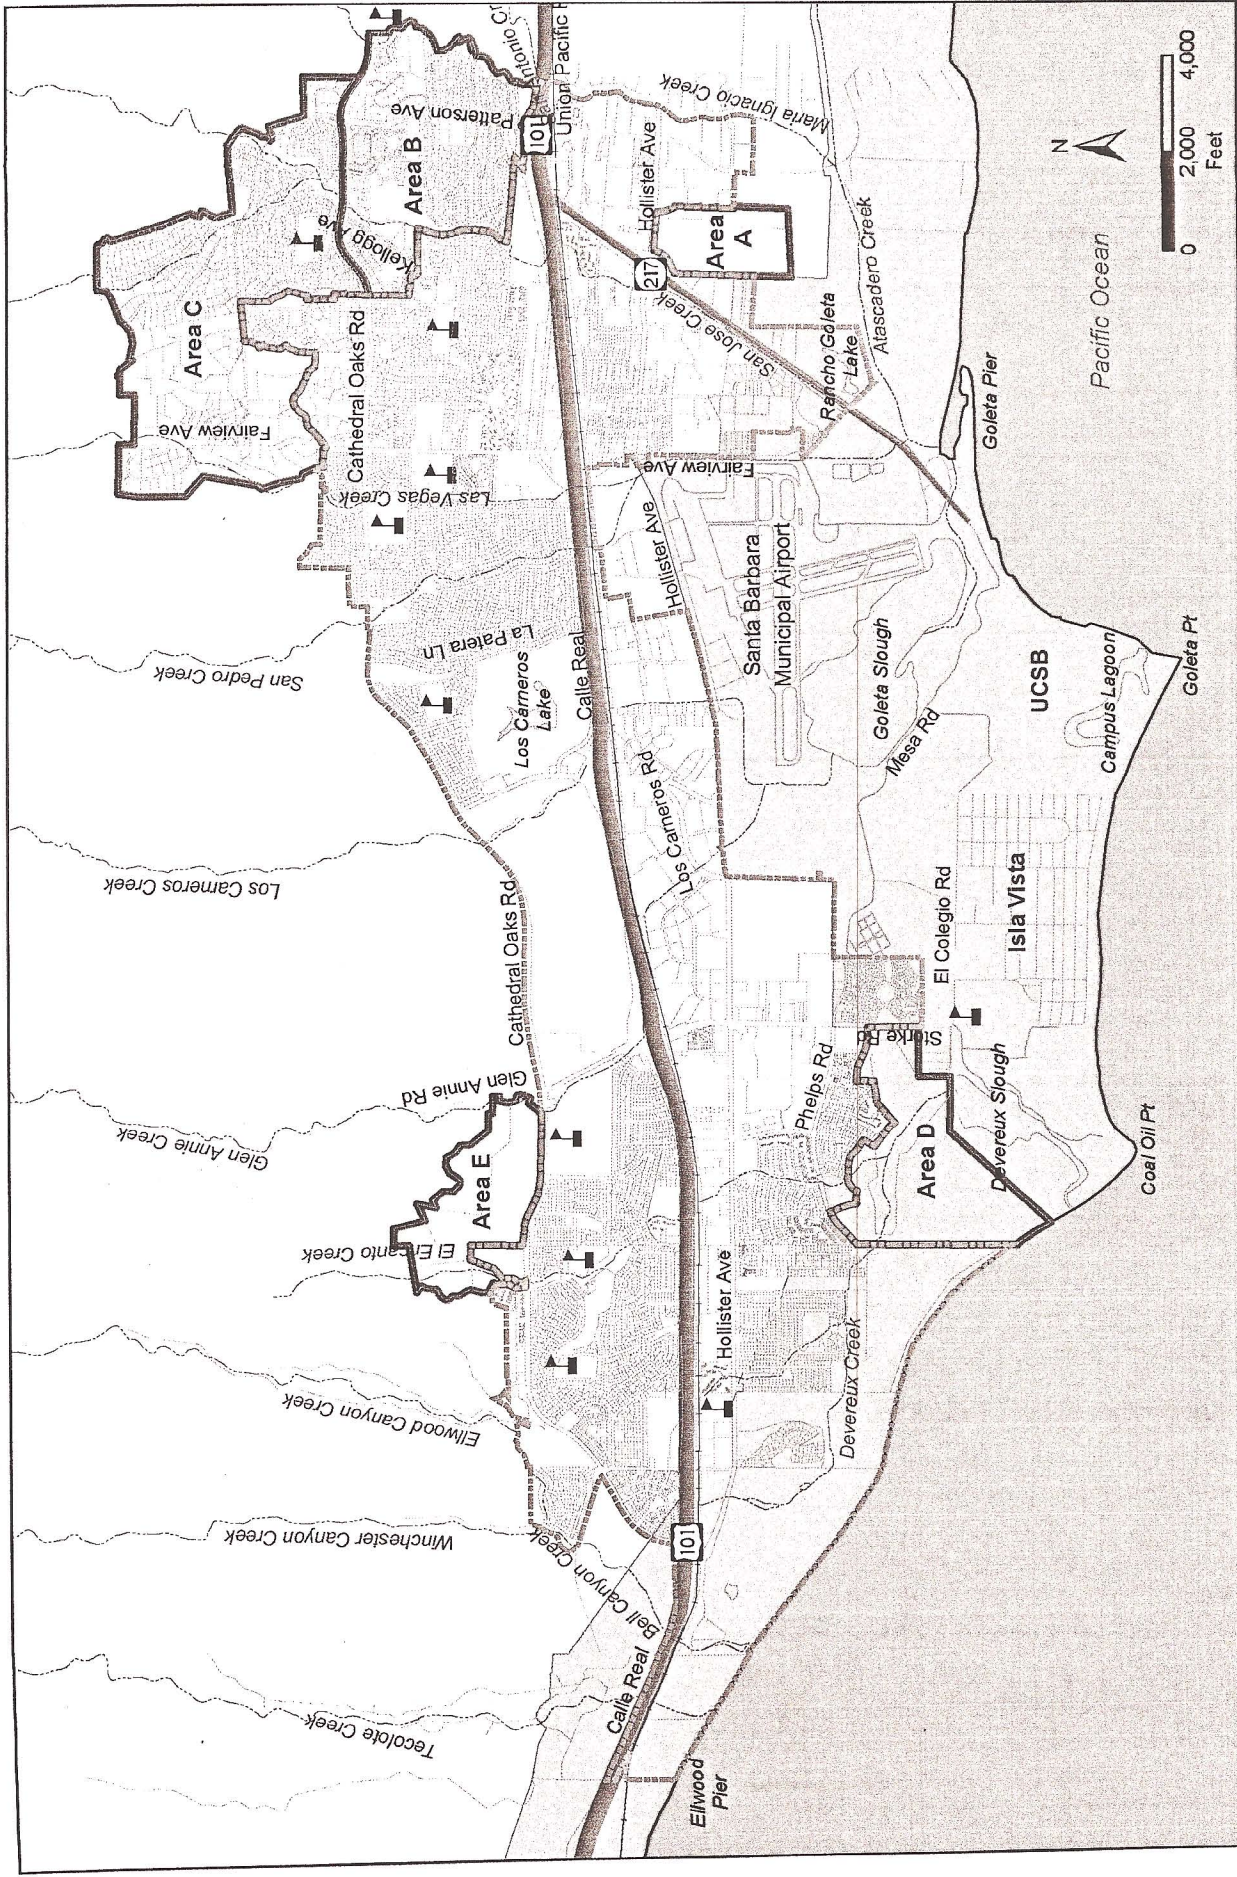 Tecolote Creek
Winchester Canyon Creek
Ellwood Canyon Creek
El Encanto Creek
Glen Annie Creek
Los Carneros Creek
San Pedro Creek
Bell Canyon Creek
Calle Real
Ellwood
Pier
101
Hollister Ave
Devereux Creek
Area E
Glen Annie Rd
Cathedral Oaks Rd
Phelps Rd
Area D
Storke Rd
Devereux Slough
Coal Oil Pt
El Colegio Rd
Isla Vista
Los Carneros Rd
Los Carneros
Lake
La Patera Ln
Calle Real
Mesa Rd
Goleta Slough
UCSB
Campus Lagoon
Goleta Pt
Santa Barbara
Municipal Airport
Hollister Ave
Fairview Ave
Las Vegas Creek
Cathedral Oaks Rd
Fairview Ave
Area C
Kellogg Ave
Area B
Patterson Ave
101
Union Pacific
217
San Jose Creek
Hollister Ave
Area
A
Maria Ignacio Creek
Rancho Goleta
Lake
Atascadero Creek
Goleta Pier
Pacific Ocean
N
0 2,000 4,000
Feet